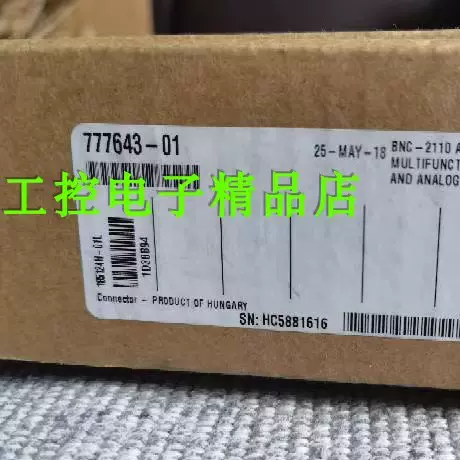 777643-01
25-MAY-18
BNC-2110 A
MULTIFUNCT
AND ANALOG
工控电子精品店
1D36B94
Connector - PRODUCT OF HUNGARY
SN: HC5881616